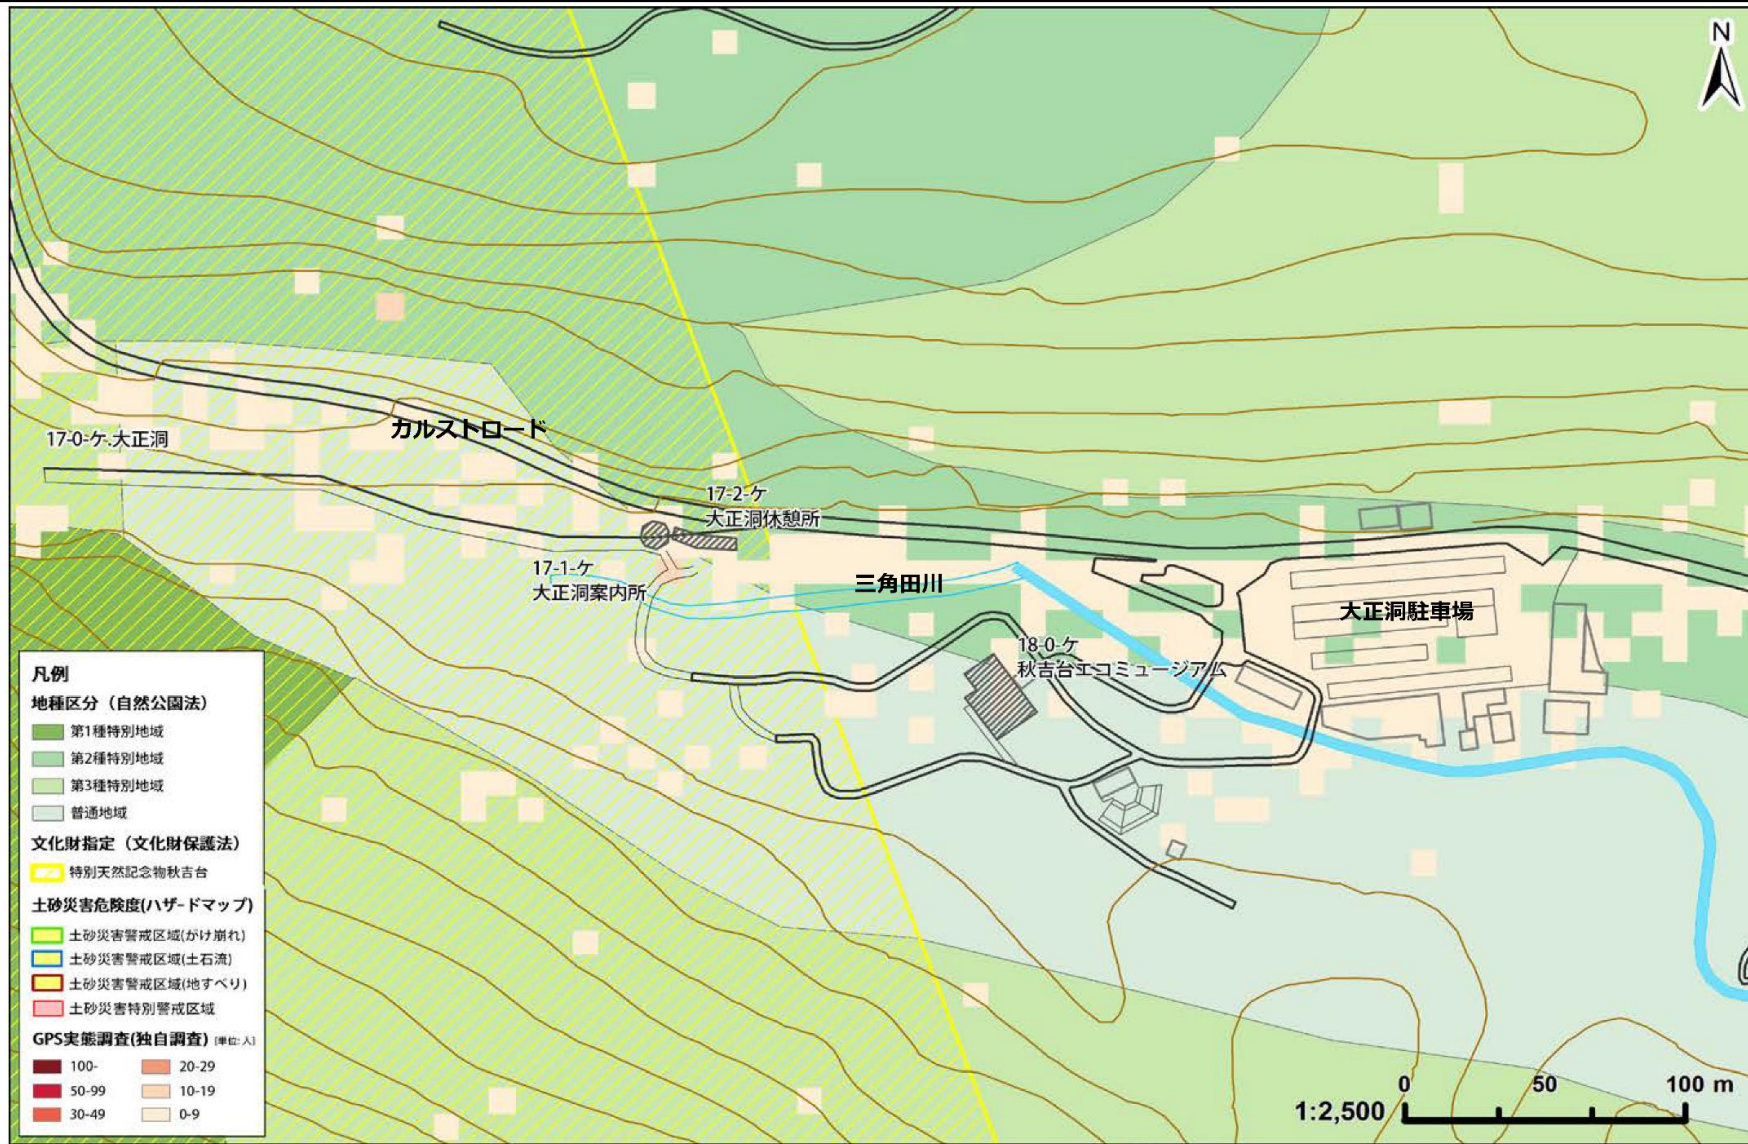 N
カルストロード
17-0-ケ.大正洞
17-2-ケ
大正洞休憩所
17-1-ケ
大正洞案内所
三角田川
大正洞駐車場
18-0-ケ
秋吉台エコミュージアム
凡例
地種区分（自然公園法）
第1種特別地域
第2種特別地域
第3種特別地域
普通地域
文化財指定（文化財保護法）
特別天然記念物秋吉台
土砂災害危険度(ハザードマップ)
土砂災害警戒区域(がけ崩れ)
土砂災害警戒区域(土石流)
土砂災害警戒区域(地すべり)
土砂災害特別警戒区域
GPS実態調査(独自調査) [単位:人]
100- 20-29
50-99 10-19
30-49 0-9
0 50 100 m
1:2,500